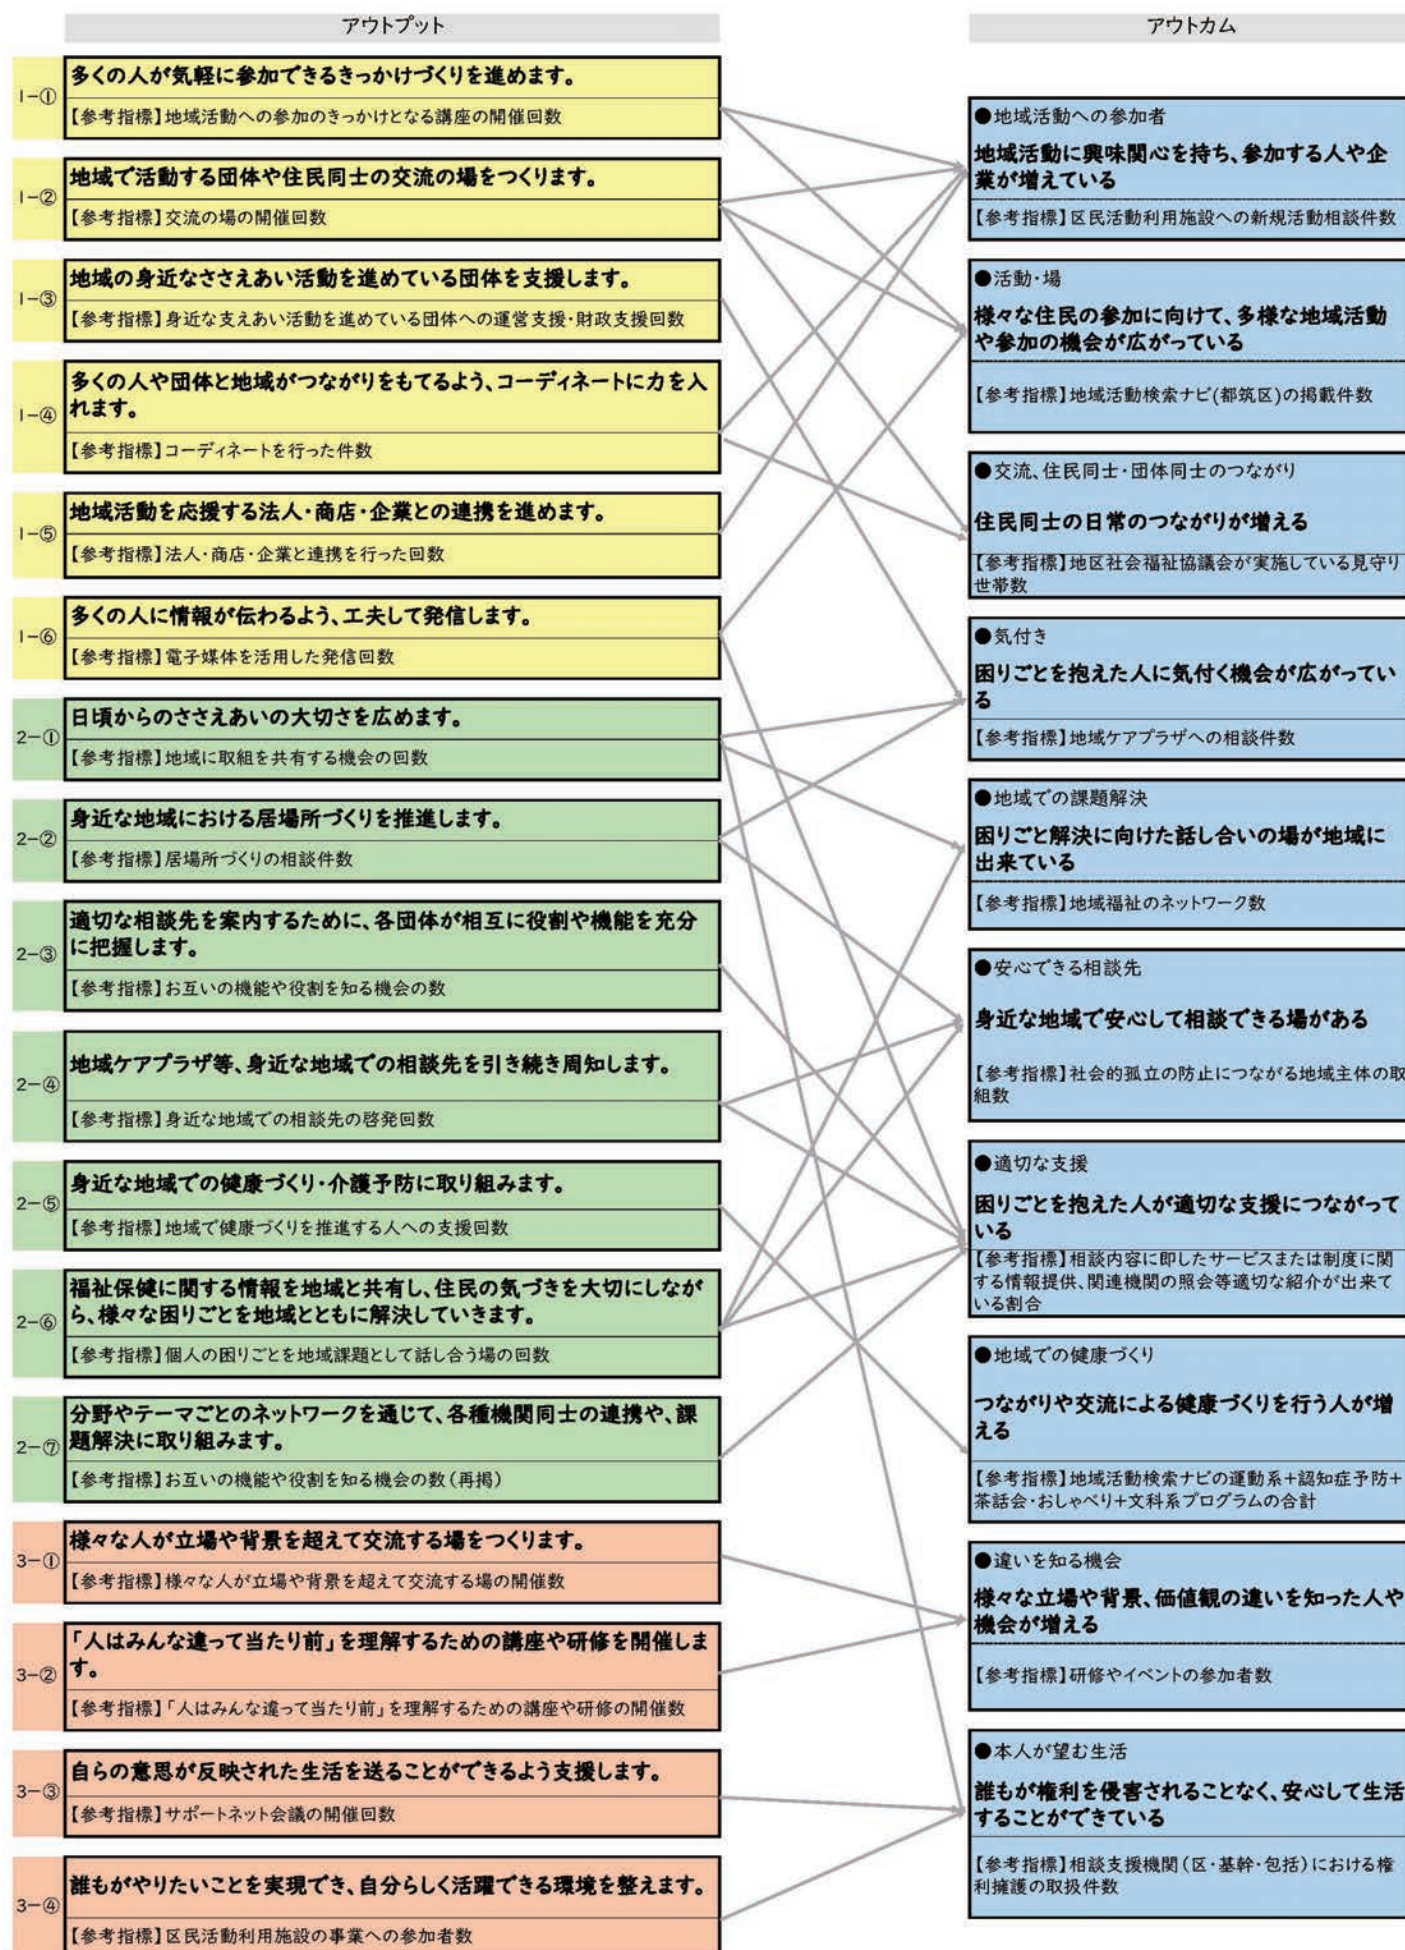 アウトプット
1-①
多くの人が気軽に参加できるきっかけづくりを進めます。
【参考指標】地域活動への参加のきっかけとなる講座の開催回数
1-②
地域で活動する団体や住民同士の交流の場をつくります。
【参考指標】交流の場の開催回数
1-③
地域の身近なささえあい活動を進めている団体を支援します。
【参考指標】身近な支えあい活動を進めている団体への運営支援・財政支援回数
1-④
多くの人や団体と地域がつながりをもてるよう、コーディネートに力を入
れます。
【参考指標】コーディネートを行った件数
1-⑤
地域活動を応援する法人・商店・企業との連携を進めます。
【参考指標】法人・商店・企業と連携を行った回数
1-⑥
多くの人に情報が伝わるよう、工夫して発信します。
【参考指標】電子媒体を活用した発信回数
2-①
日頃からのささえあいの大切さを広めます。
【参考指標】地域に取組を共有する機会の回数
2-②
身近な地域における居場所づくりを推進します。
【参考指標】居場所づくりの相談件数
2-③
適切な相談先を案内するために、各団体が相互に役割や機能を充分
に把握します。
【参考指標】お互いの機能や役割を知る機会の数
2-④
地域ケアプラザ等、身近な地域での相談先を引き続き周知します。
【参考指標】身近な地域での相談先の啓発回数
2-⑤
身近な地域での健康づくり・介護予防に取り組みます。
【参考指標】地域で健康づくりを推進する人への支援回数
2-⑥
福祉保健に関する情報を地域と共有し、住民の気づきを大切にしなが
ら、様々な困りごとを地域とともに解決していきます。
【参考指標】個人の困りごとを地域課題として話し合う場の回数
2-⑦
分野やテーマごとのネットワークを通じて、各種機関同士の連携や、課
題解決に取り組みます。
【参考指標】お互いの機能や役割を知る機会の数(再掲)
3-①
様々な人が立場や背景を超えて交流する場をつくります。
【参考指標】様々な人が立場や背景を超えて交流する場の開催数
3-②
「人はみんな違って当たり前」を理解するための講座や研修を開催しま
す。
【参考指標】「人はみんな違って当たり前」を理解するための講座や研修の開催数
3-③
自らの意思が反映された生活を送ることができるよう支援します。
【参考指標】サポートネット会議の開催回数
3-④
誰もがやりたいことを実現でき、自分らしく活躍できる環境を整えます。
【参考指標】区民活動利用施設の事業への参加者数
アウトカム
●地域活動への参加者
地域活動に興味関心を持ち、参加する人や企
業が増えている
【参考指標】区民活動利用施設への新規活動相談件数
●活動・場
様々な住民の参加に向けて、多様な地域活動
や参加の機会が広がっている
【参考指標】地域活動検索ナビ(都筑区)の掲載件数
●交流、住民同士・団体同士のつながり
住民同士の日常のつながりが増える
【参考指標】地区社会福祉協議会が実施している見守り
世帯数
●気付き
困りごとを抱えた人に気付く機会が広がってい
る
【参考指標】地域ケアプラザへの相談件数
●地域での課題解決
困りごと解決に向けた話し合いの場が地域に
出来ている
【参考指標】地域福祉のネットワーク数
●安心できる相談先
身近な地域で安心して相談できる場がある
【参考指標】社会的孤立の防止につながる地域主体の取
組数
●適切な支援
困りごとを抱えた人が適切な支援につながって
いる
【参考指標】相談内容に即したサービスまたは制度に関
する情報提供、関連機関の照会等適切な紹介が出来て
いる割合
●地域での健康づくり
つながりや交流による健康づくりを行う人が増
える
【参考指標】地域活動検索ナビの運動系+認知症予防+
茶話会・おしゃべり+文科系プログラムの合計
●違いを知る機会
様々な立場や背景、価値観の違いを知った人や
機会が増える
【参考指標】研修やイベントの参加者数
●本人が望む生活
誰もが権利を侵害されることなく、安心して生活
することができている
【参考指標】相談支援機関(区・基幹・包括)における権
利擁護の取扱件数